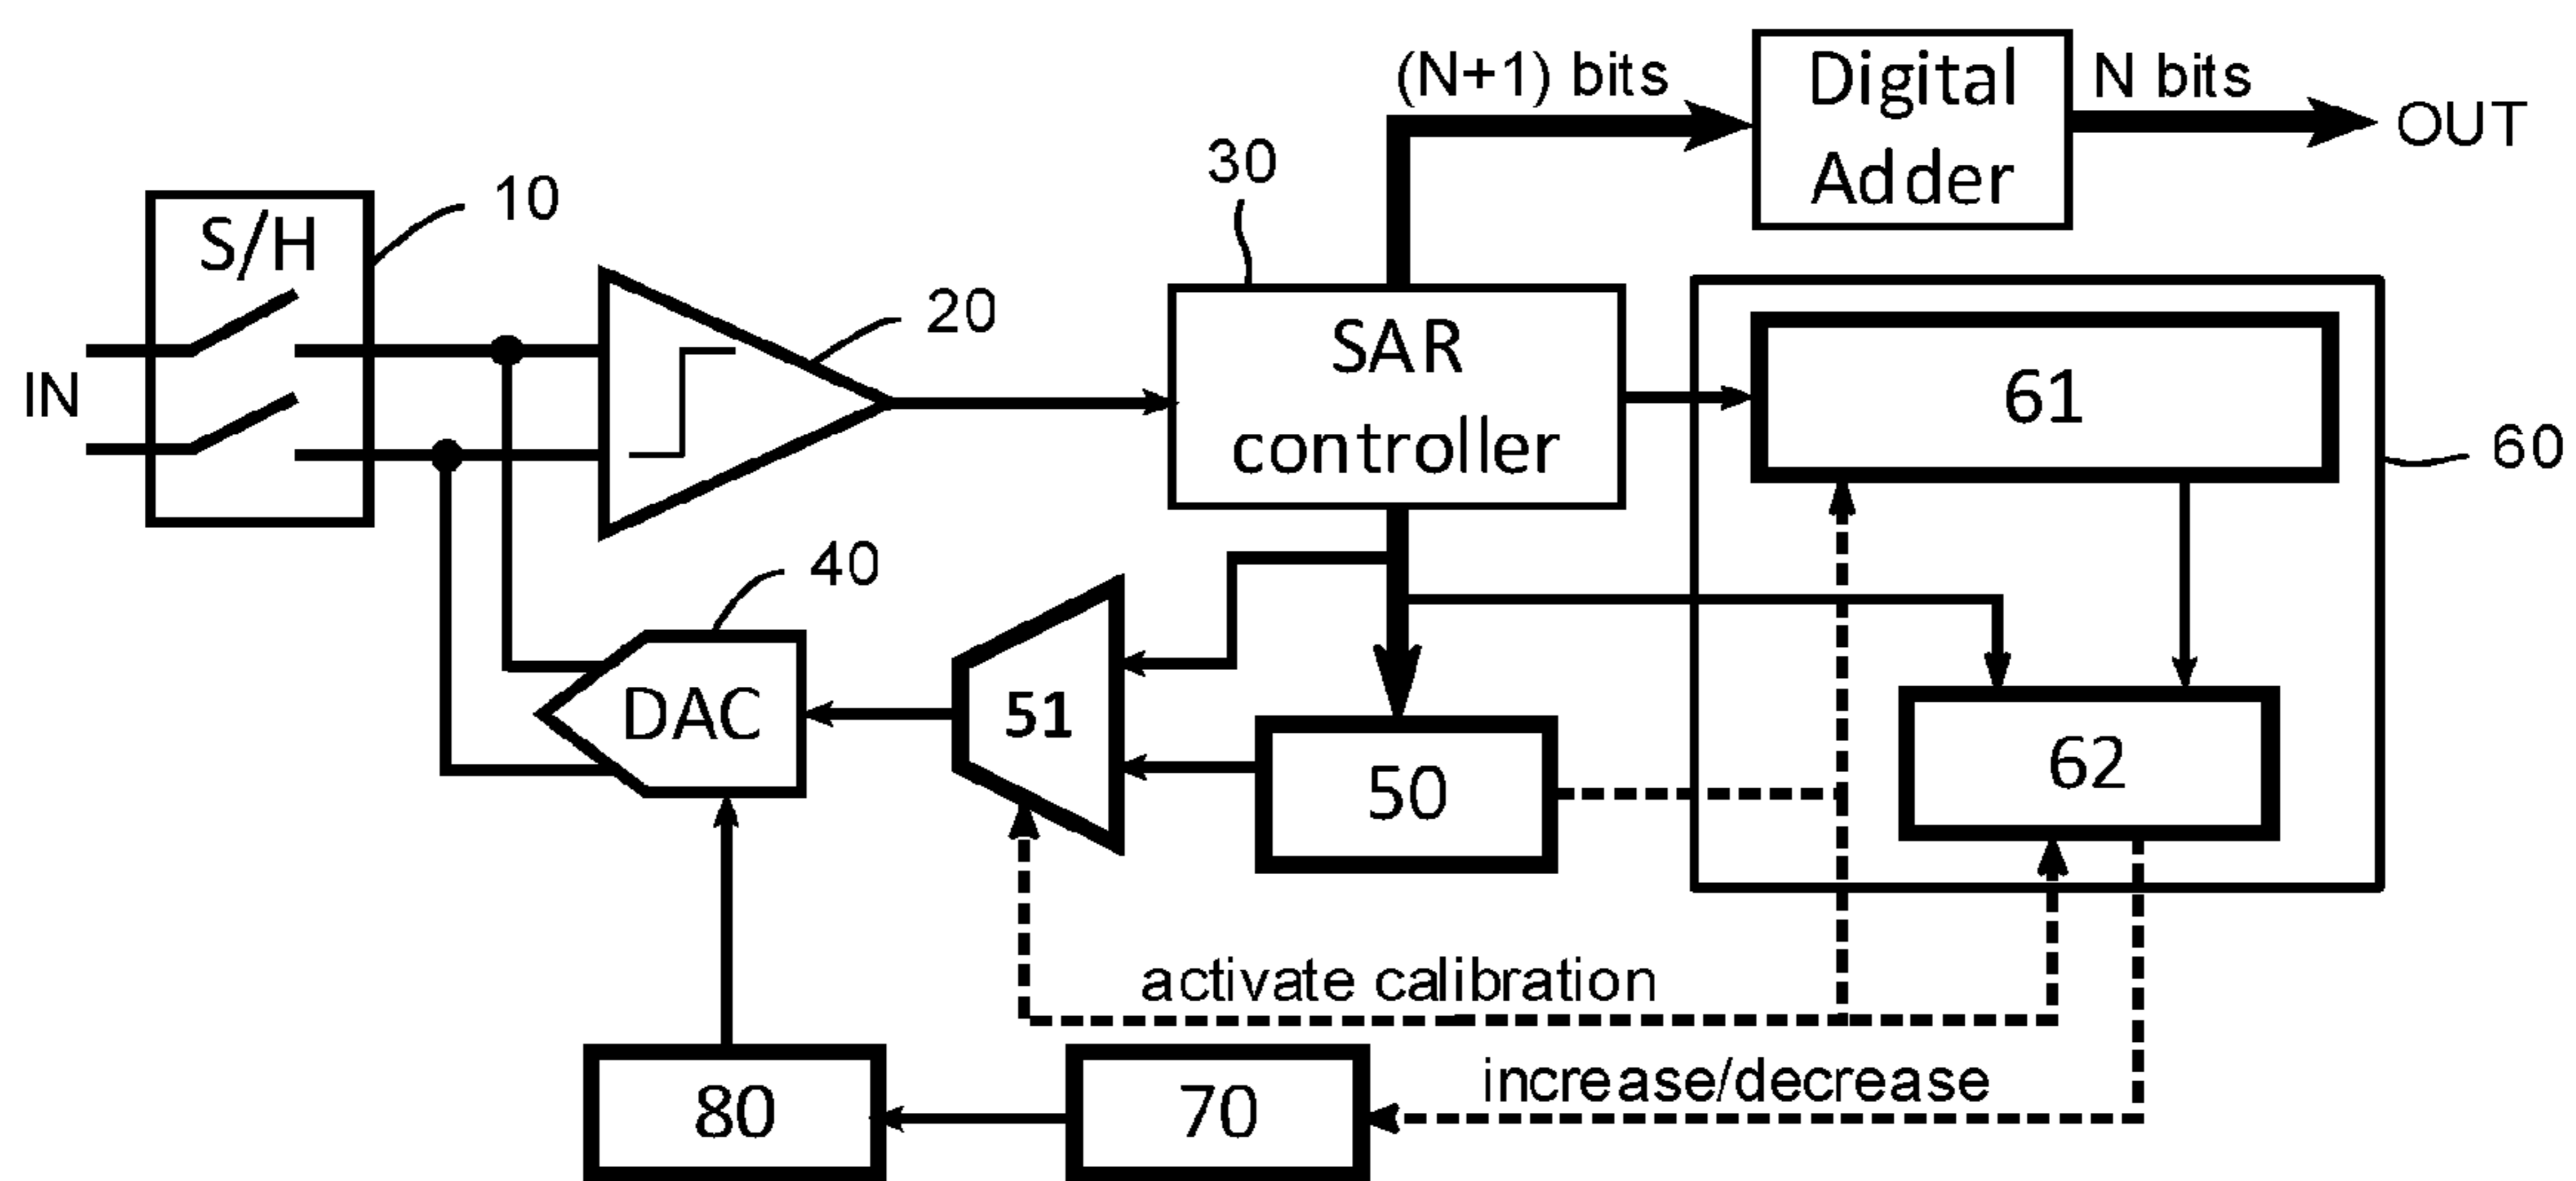 (N+1) bits
Digital
Adder
N bits
OUT
30
10
S/H
20
SAR
controller
61
60
IN
40
DAC
51
50
62
activate calibration
increase/decrease
80
70